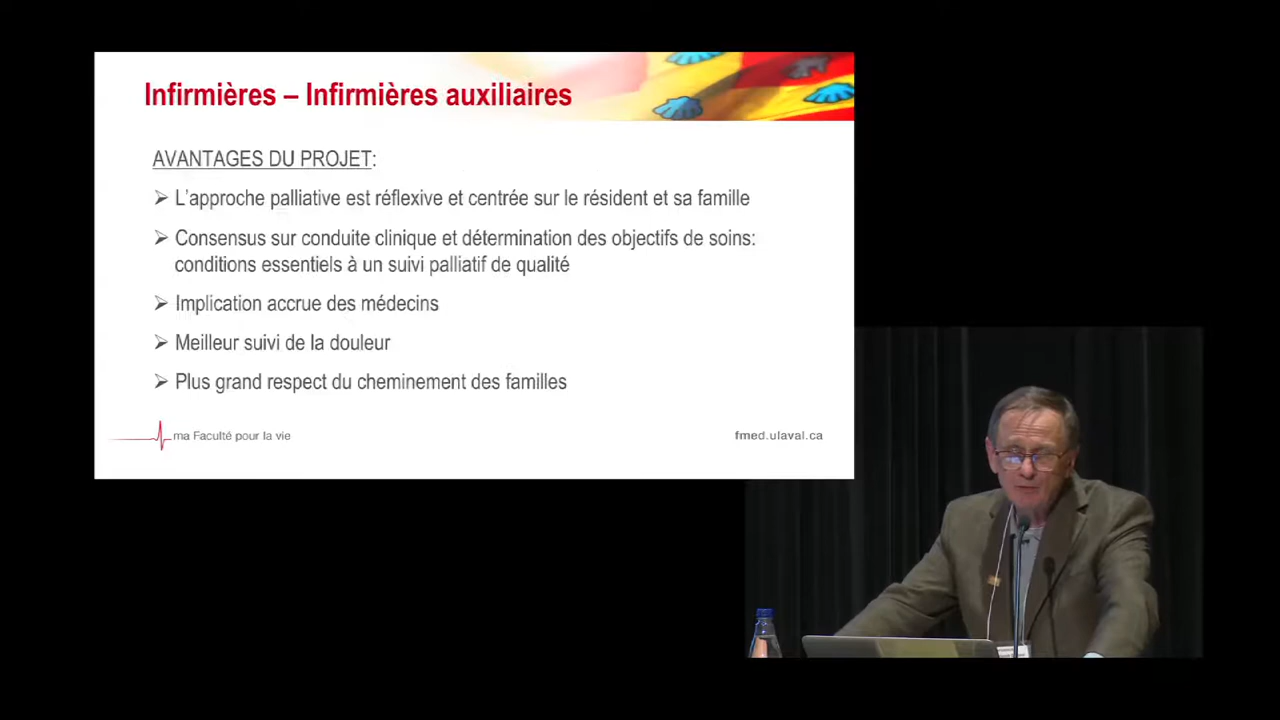 Infirmières – Infirmières auxiliaires
AVANTAGES DU PROJET:
L'approche palliative est réflexive et centrée sur le résident et sa famille
Consensus sur conduite clinique et détermination des objectifs de soins:
conditions essentiels à un suivi palliatif de qualité
Implication accrue des médecins
Meilleur suivi de la douleur
Plus grand respect du cheminement des familles
ma Faculté pour la vie
fmed.ulaval.ca